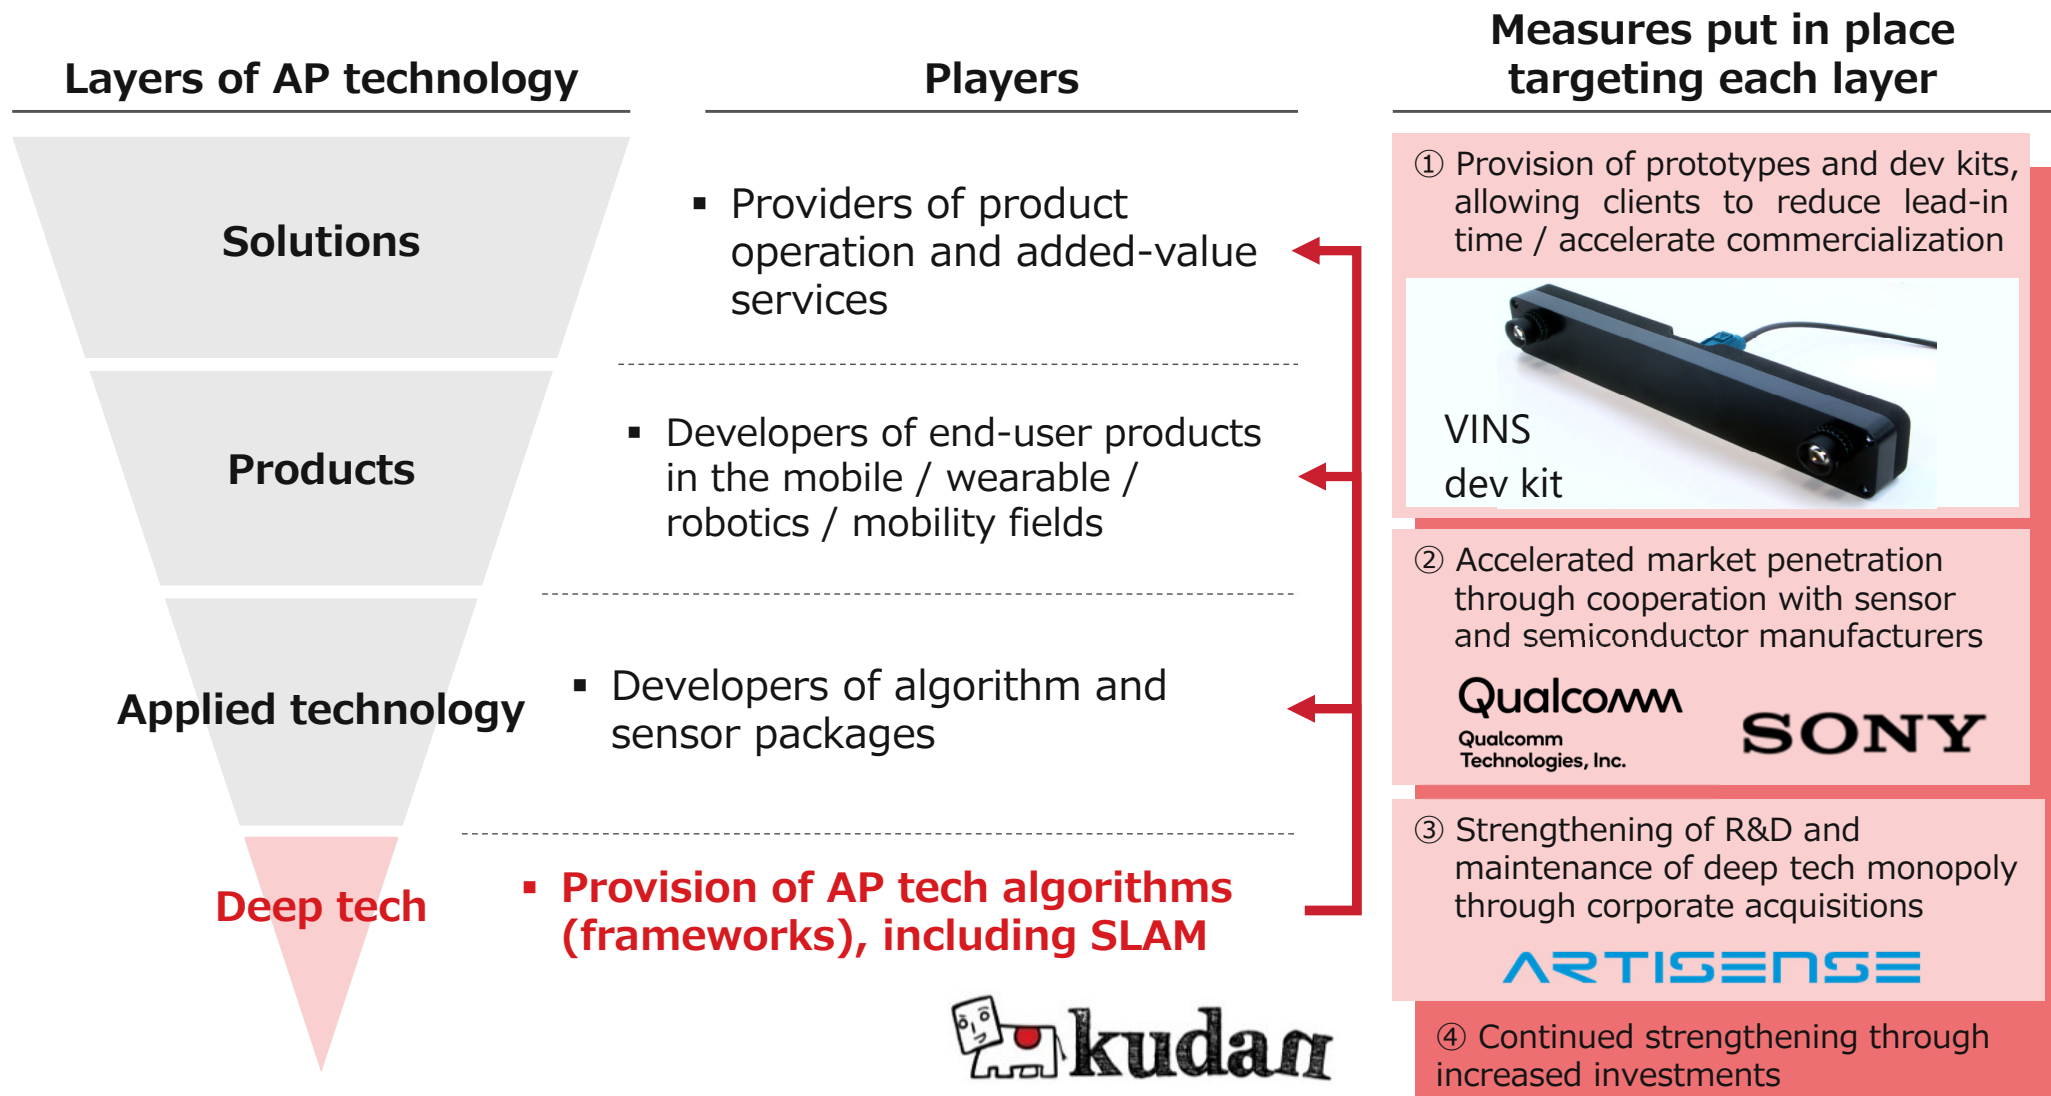 Layers of AP technology
Players
Measures put in place
targeting each layer
Solutions
▪ Providers of product
operation and added-value
services
① Provision of prototypes and dev kits,
allowing clients to reduce lead-in
time / accelerate commercialization
VINS
dev kit
Products
▪ Developers of end-user products
in the mobile / wearable /
robotics / mobility fields
② Accelerated market penetration
through cooperation with sensor
and semiconductor manufacturers
Qualcomm
Qualcomm
Technologies, Inc.
SONY
Applied technology
▪ Developers of algorithm and
sensor packages
Deep tech
▪ Provision of AP tech algorithms
(frameworks), including SLAM
kudan
③ Strengthening of R&D and
maintenance of deep tech monopoly
through corporate acquisitions
ARTISENSE
④ Continued strengthening through
increased investments